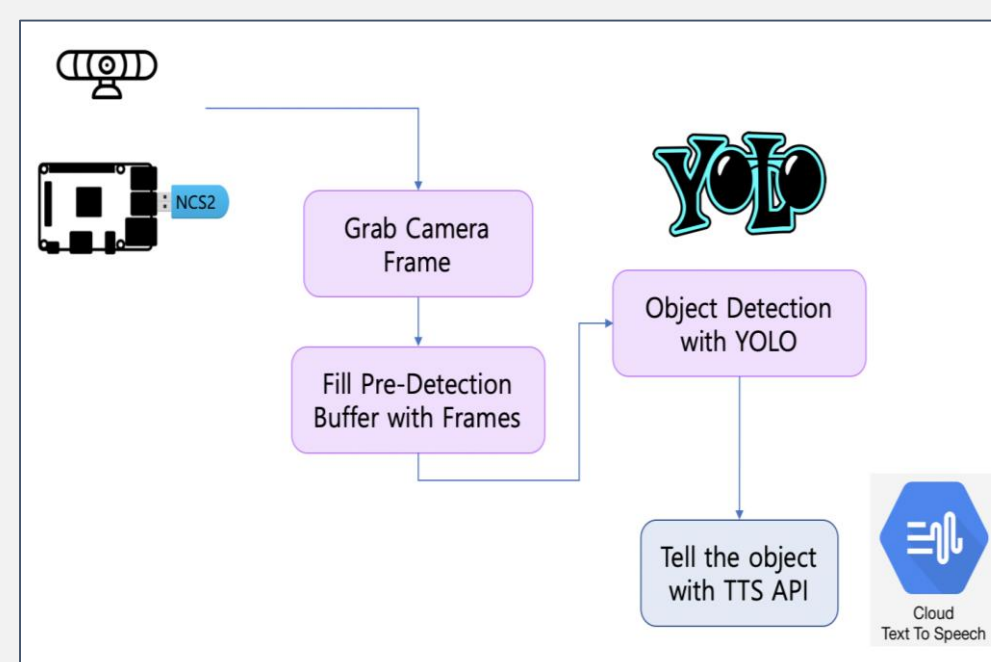 NCS2
Grab Camera
Frame
Fill Pre-Detection
Buffer with Frames
YOLO
Object Detection
with YOLO
Tell the object
with TTS API
Cloud
Text To Speech